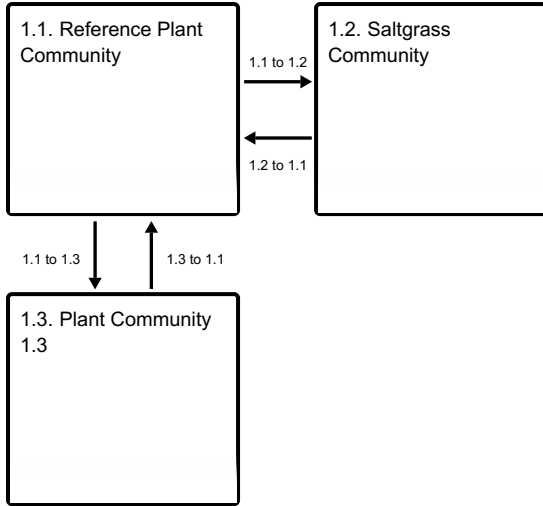 1.1. Reference Plant
Community
1.1 to 1.2
1.2. Saltgrass
Community
1.2 to 1.1
1.1 to 1.3
1.3 to 1.1
1.3. Plant Community
1.3